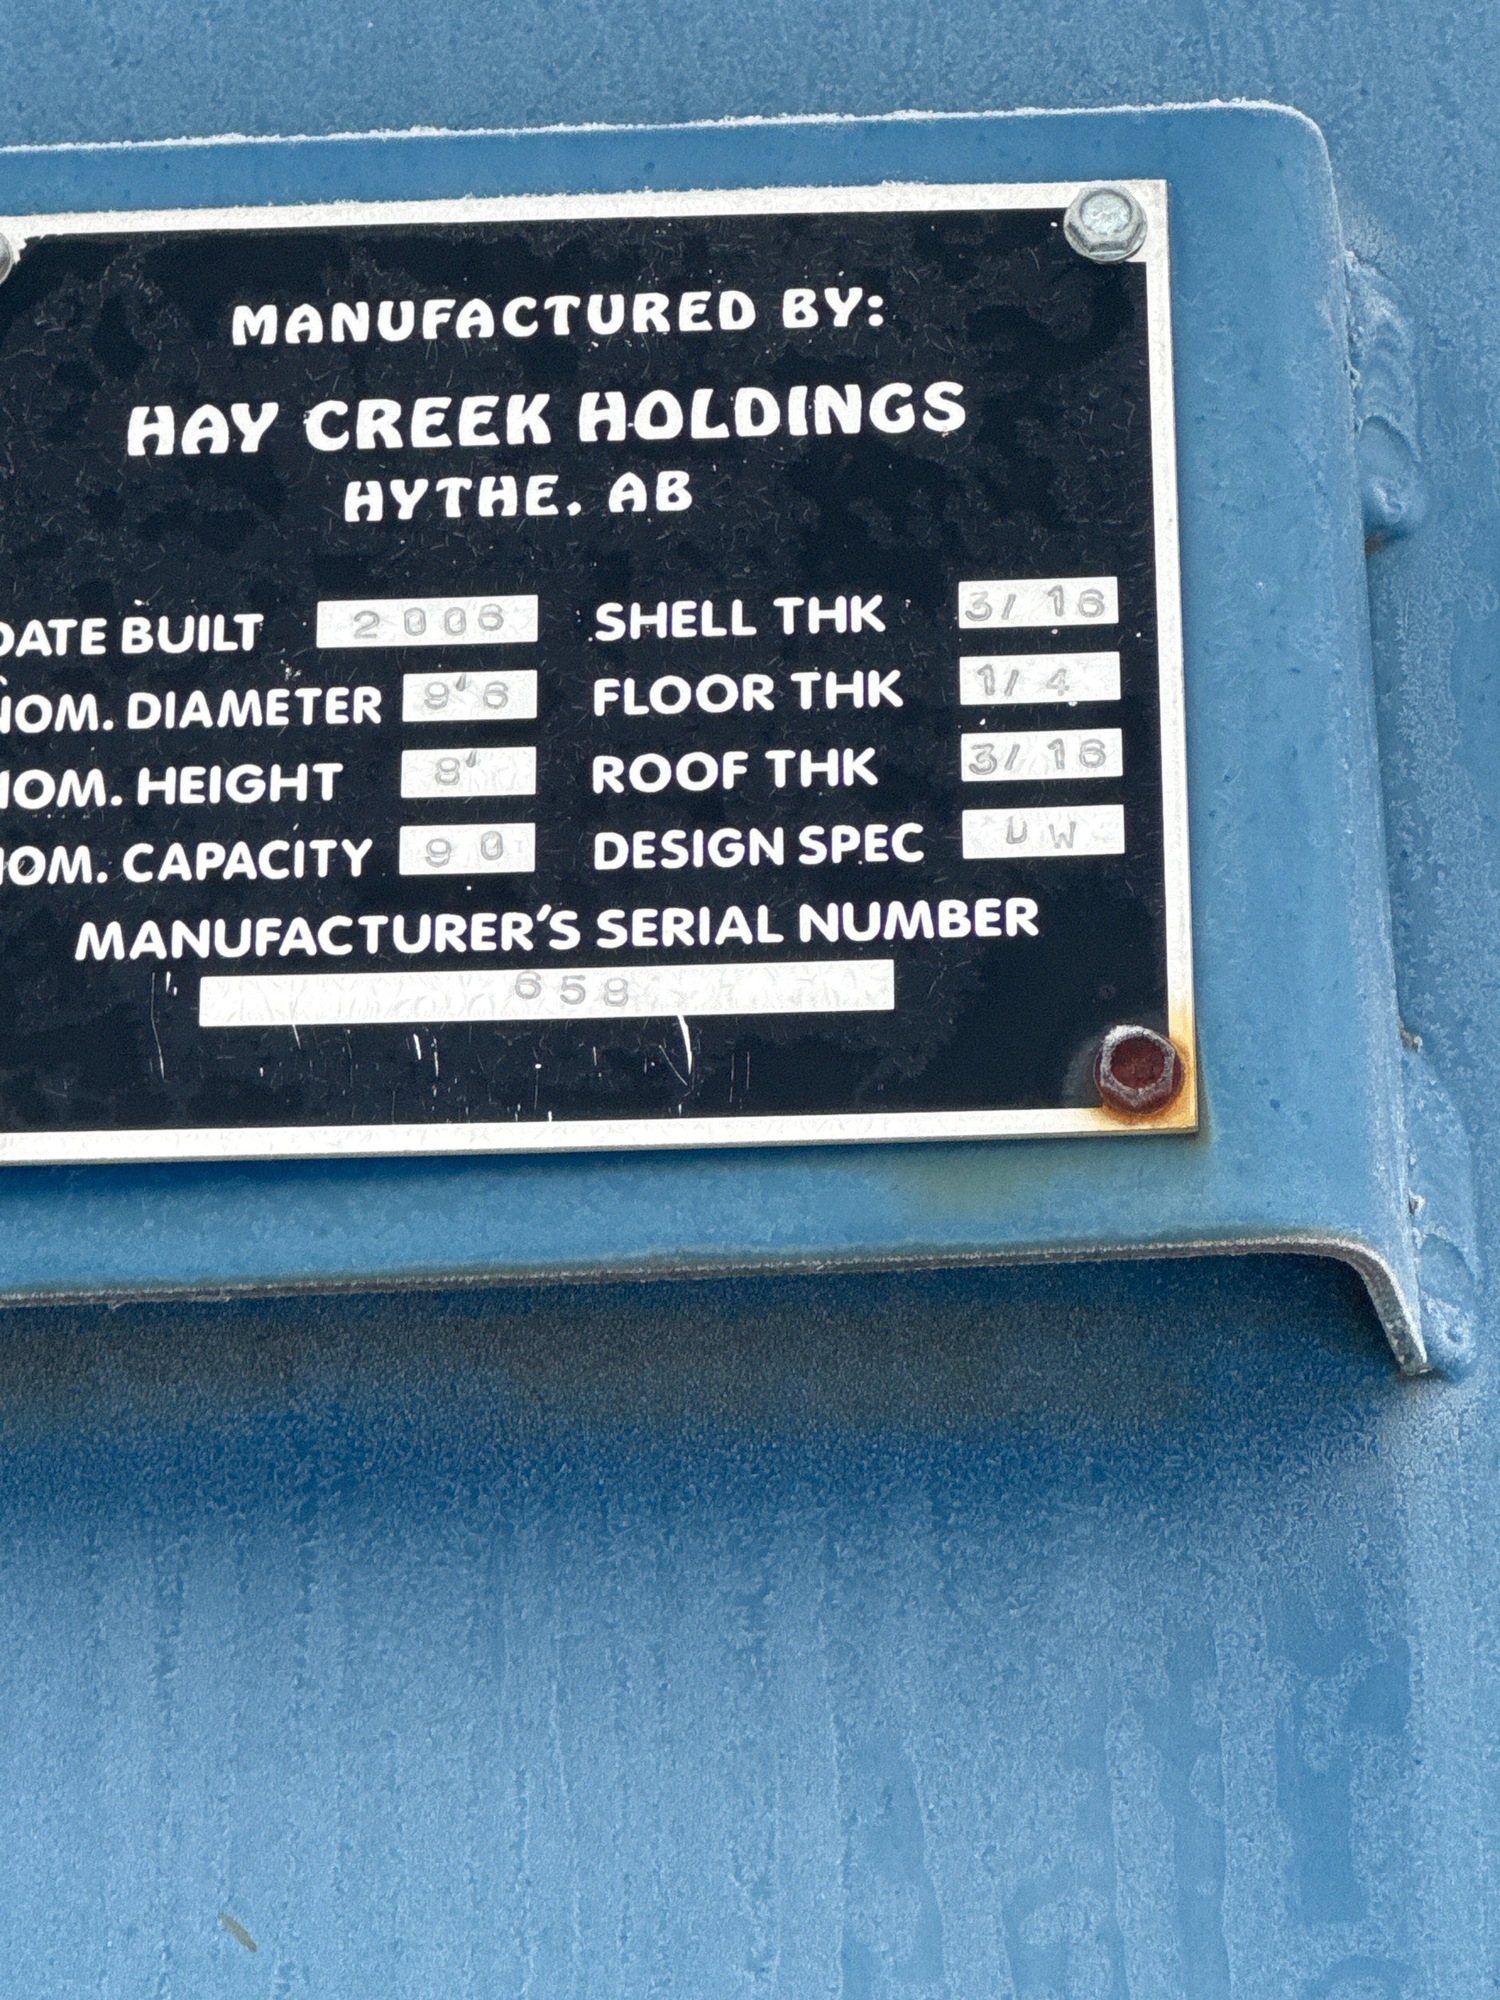 MANUFACTURED BY:
HAY CREEK HOLDINGS
HYTHE. AB
DATE BUILT 2006 SHELL THK 3/16
NOM. DIAMETER 9'6 FLOOR THK 1/4
NOM. HEIGHT 8' ROOF THK 3/16
NOM. CAPACITY 90 DESIGN SPEC DW
MANUFACTURER'S SERIAL NUMBER
658